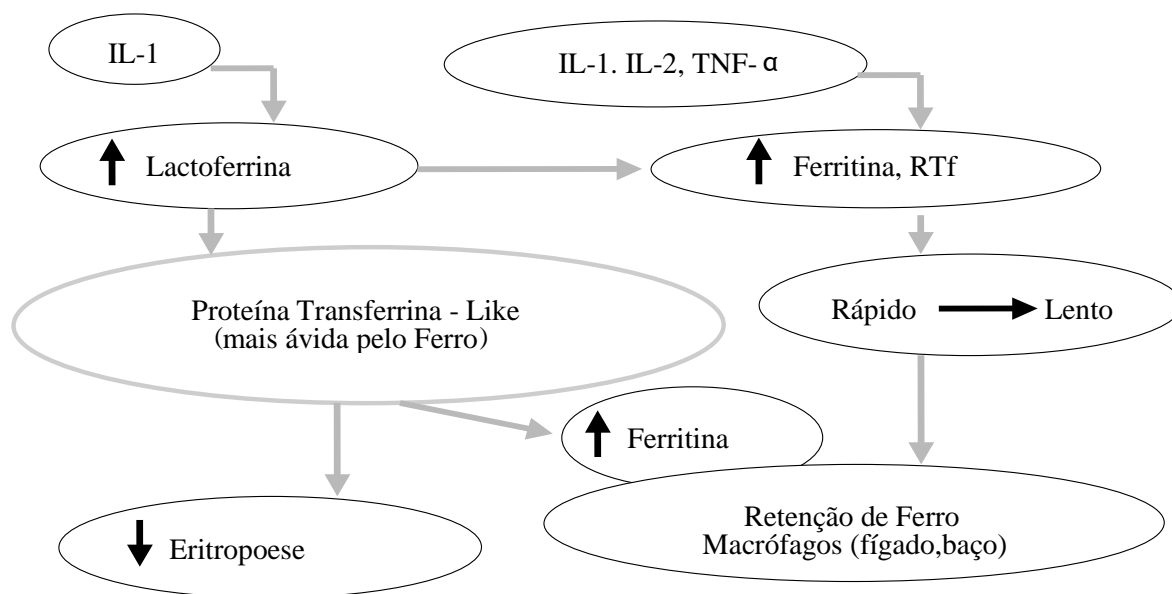 IL-1
IL-1. IL-2, TNF- α
Lactoferrina
Ferritina, RTf
Proteína Transferrina - Like
(mais ávida pelo Ferro)
Rápido
Lento
Ferritina
Eritropoese
Retenção de Ferro
Macrófagos (fígado,baço)